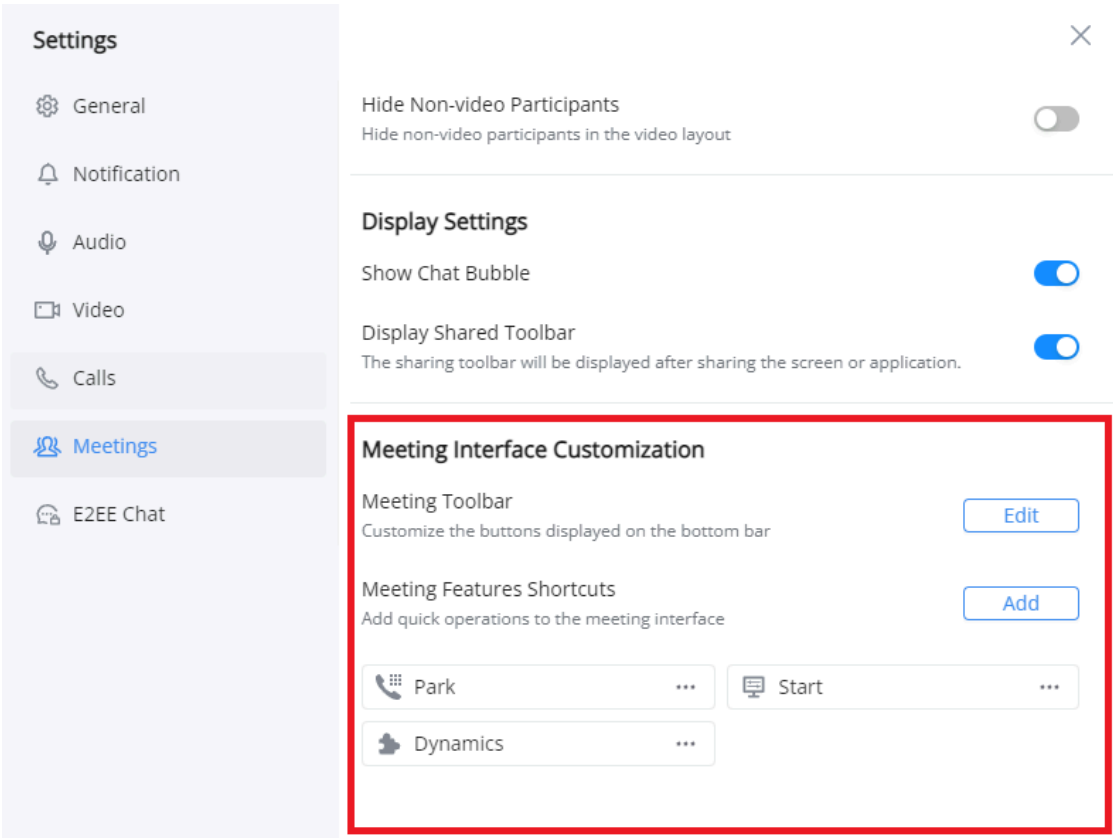 Settings
General
Notification
Audio
Video
Calls
Meetings
E2EE Chat
Hide Non-video Participants
Hide non-video participants in the video layout
Display Settings
Show Chat Bubble
Display Shared Toolbar
The sharing toolbar will be displayed after sharing the screen or application.
Meeting Interface Customization
Meeting Toolbar
Customize the buttons displayed on the bottom bar
Edit
Meeting Features Shortcuts
Add quick operations to the meeting interface
Add
Park ...
Start ...
Dynamics ...